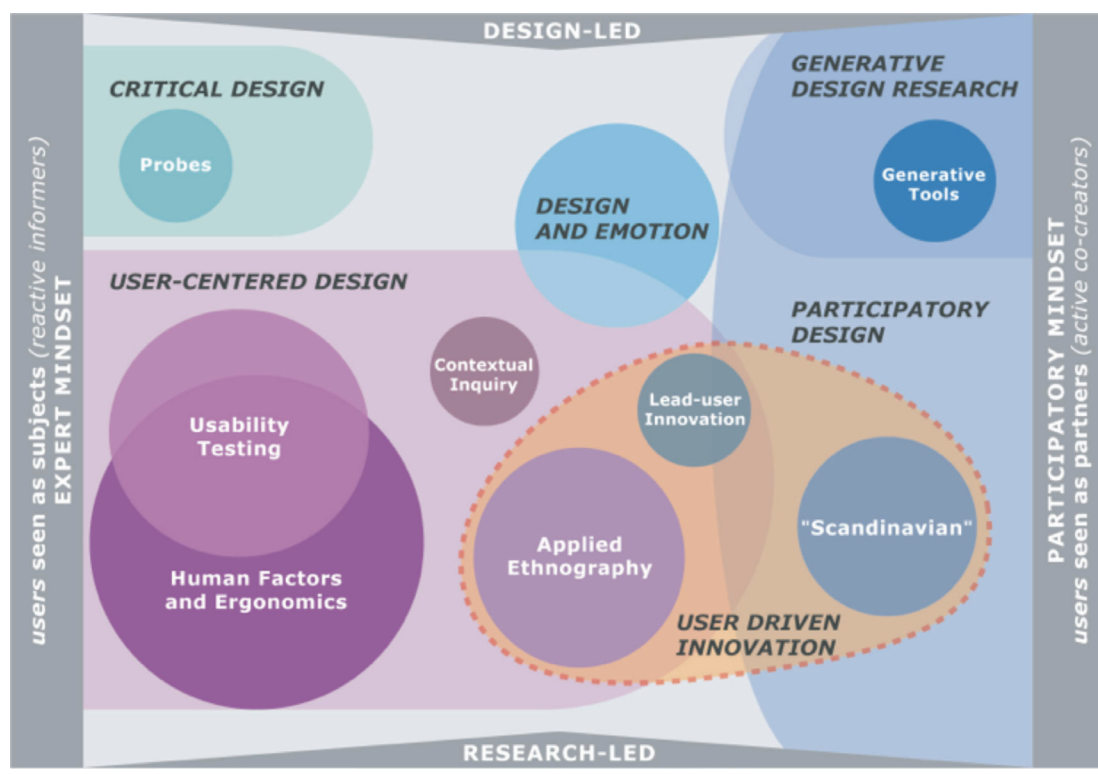 DESIGN-LED
users seen as subjects (reactive informers)
EXPERT MINDSET
CRITICAL DESIGN
Probes
GENERATIVE
DESIGN RESEARCH
Generative
Tools
DESIGN
AND EMOTION
USER-CENTERED DESIGN
PARTICIPATORY
DESIGN
Contextual
Inquiry
Lead-user
Innovation
Usability
Testing
"Scandinavian"
Applied
Ethnography
Human Factors
and Ergonomics
USER DRIVEN
INNOVATION
PARTICIPATORY MINDSET
users seen as partners (active co-creators)
RESEARCH-LED